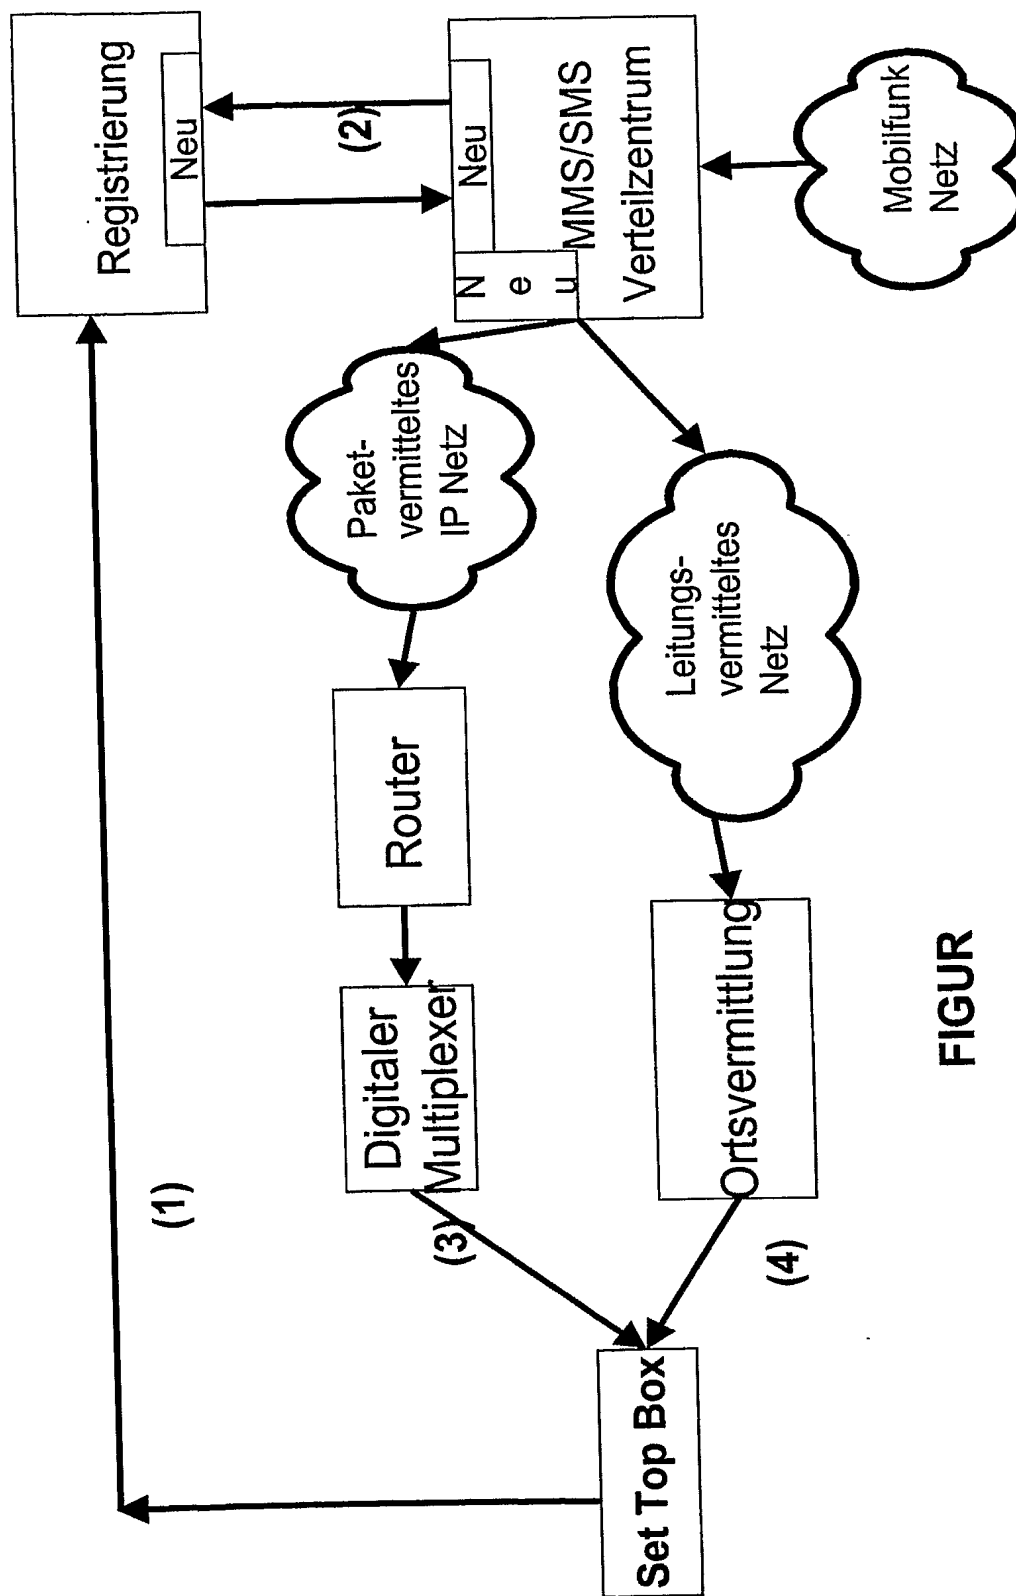 Registrierung
Neu
(2)
Neu
N
e
u
MMS/SMS
Verteilzentrum
Mobilfunk
Netz
Paket-
vermitteltes
IP Netz
Leitungs-
vermitteltes
Netz
Router
Digitaler
Multiplexer
Ortsvermittlung
(1)
(3)
(4)
Set Top Box
FIGUR